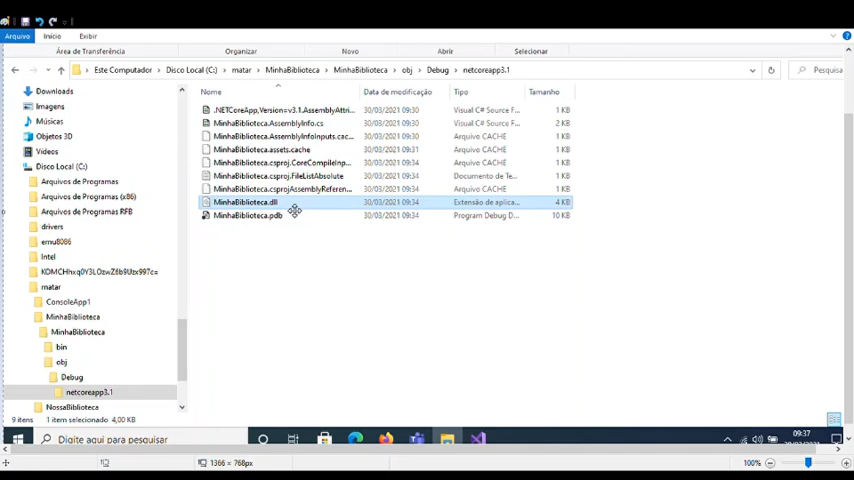 Arquivo Início Exibir
Área de Transferência Organizar Novo Abrir Selecionar
Este Computador Disco Local (C:) matar MinhaBiblioteca MinhaBiblioteca obj Debug netcoreapp3.1 Pesquisa
Nome Data de modificação Tipo Tamanho
Downloads
Imagens
Músicas
Objetos 3D
Vídeos
Disco Local (C:)
Arquivos de Programas
Arquivos de Programas (x86)
Arquivos de Programas RFB
drivers
emu8086
Intel
matar
ConsoleApp1
MinhaBiblioteca
MinhaBiblioteca
bin
obj
Debug
netcoreapp3.1
NossaBiblioteca
.NETCoreApp,Version=v3.1.AssemblyAttri... 30/03/2021 09:30 Visual C# Source F... 1 KB
MinhaBiblioteca.AssemblyInfo.cs 30/03/2021 09:30 Visual C# Source F... 2 KB
MinhaBiblioteca.AssemblyInfoInputs.cac... 30/03/2021 09:30 Arquivo CACHE 1 KB
MinhaBiblioteca.assets.cache 30/03/2021 09:31 Arquivo CACHE 1 KB
MinhaBiblioteca.csproj.CoreCompileInp... 30/03/2021 09:34 Arquivo CACHE 1 KB
MinhaBiblioteca.csproj.FileListAbsolute 30/03/2021 09:34 Documento de Te... 1 KB
MinhaBiblioteca.csprojAssemblyReferen... 30/03/2021 09:34 Arquivo CACHE 1 KB
MinhaBiblioteca.dll 30/03/2021 09:34 Extensão de aplica... 4 KB
MinhaBiblioteca.pdb 30/03/2021 09:34 Program Debug D... 10 KB
9 itens 1 item selecionado 4,00 KB
Digite aqui para pesquisar 09:37
1366 × 768px 100%